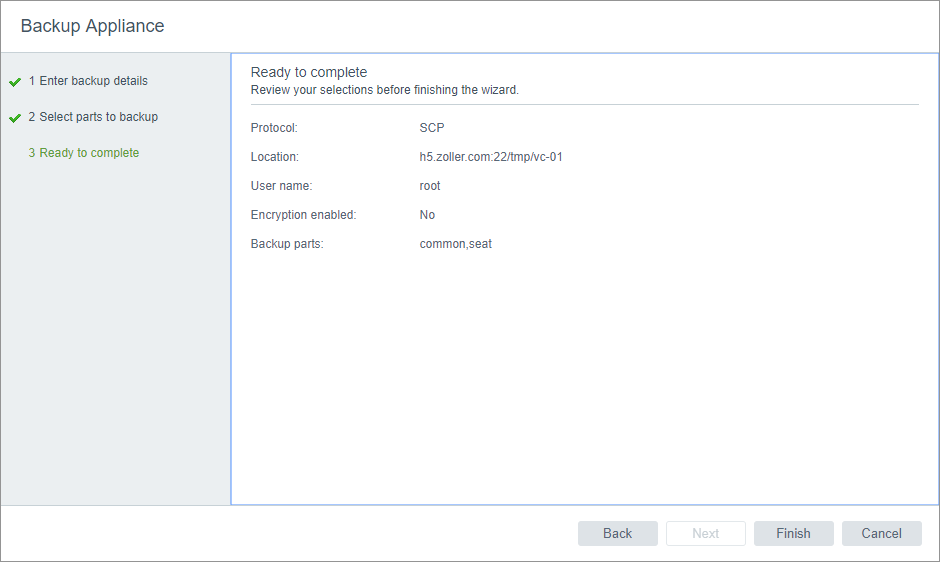 Backup Appliance
1 Enter backup details
2 Select parts to backup
3 Ready to complete
Ready to complete
Review your selections before finishing the wizard.
Protocol: SCP
Location: h5.zoller.com:22/tmp/vc-01
User name: root
Encryption enabled: No
Backup parts: common,seat
Back Next Finish Cancel